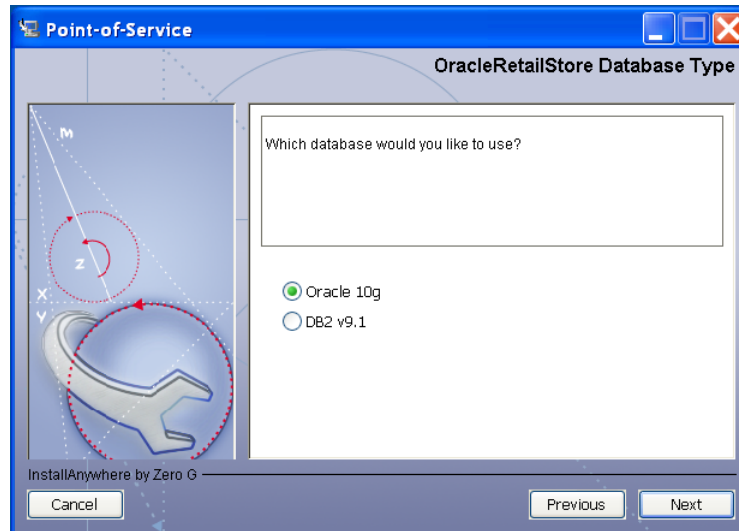 Point-of-Service
OracleRetailStore Database Type
M
Z
X
Y
Which database would you like to use?
Oracle 10g
DB2 v9.1
InstallAnywhere by Zero G
Cancel
Previous
Next